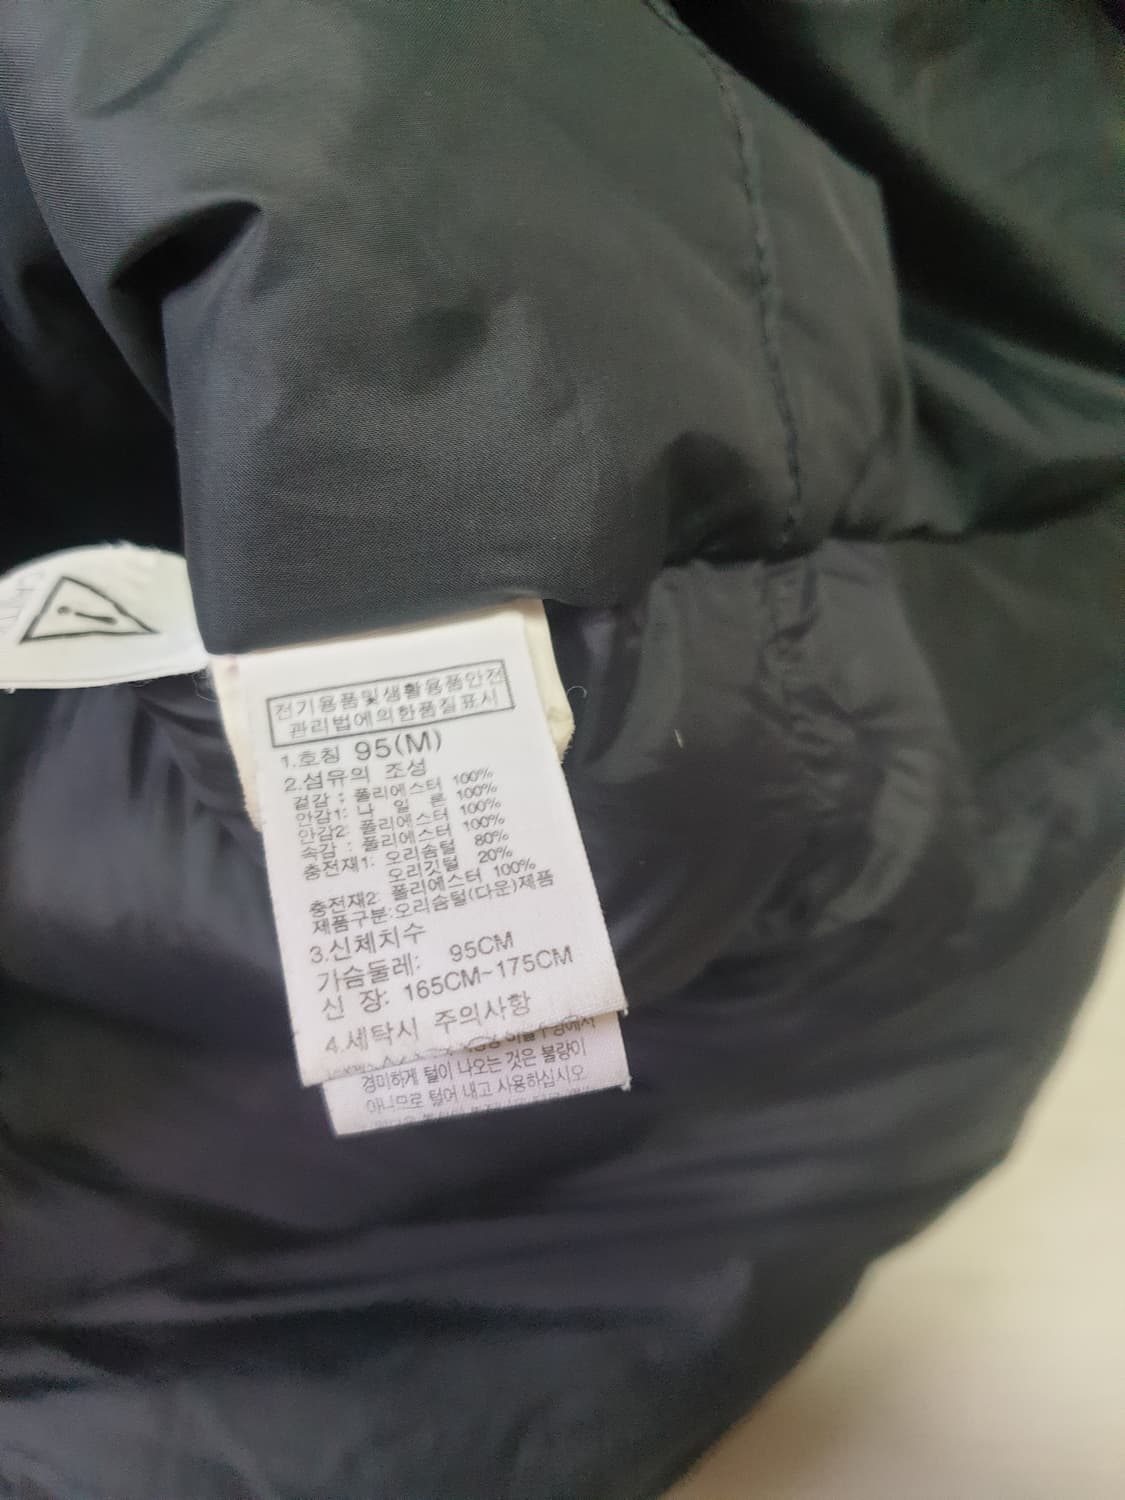 전기용품및생활용품안전
관리법에의한품질표시
1.호칭 95(M)
2.섬유의 조성
겉감 : 폴리에스터 100%
안감1: 나 일 론 100%
안감2: 폴리에스터 100%
속감 : 폴리에스터 100%
충전재1: 오리솜털 80%
오리깃털 20%
충전재2: 폴리에스터 100%
제품구분:오리솜털(다운)제품
3.신체치수
가슴둘레: 95CM
신 장: 165CM~175CM
4.세탁시 주의사항
경미하게 털이 나오는 것은 불량이
아니므로 털어 내고 사용하십시오